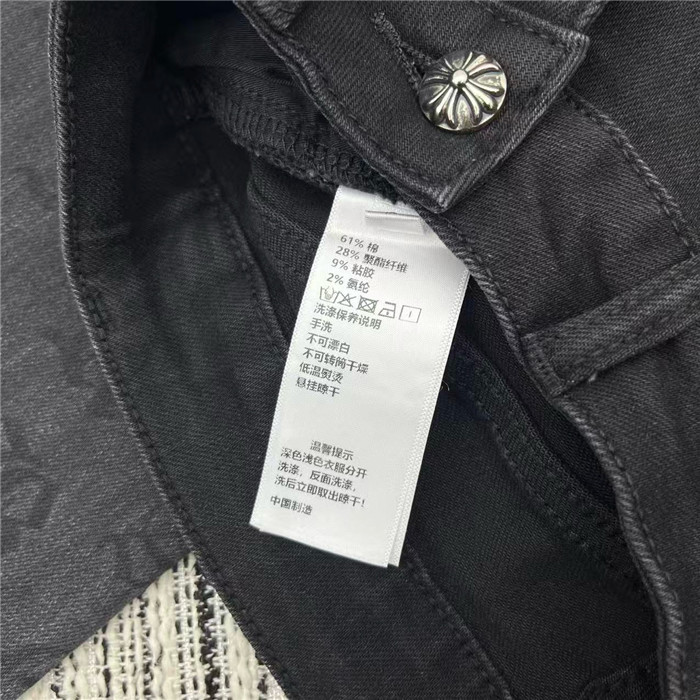 61% 棉
28% 聚酯纤维
9% 粘胶
2% 氨纶
洗涤保养说明
手洗
不可漂白
不可转筒干燥
低温熨烫
悬挂晾干
温馨提示
深色浅色衣服分开
洗涤，反面洗涤，
洗后立即取出晾干！
中国制造